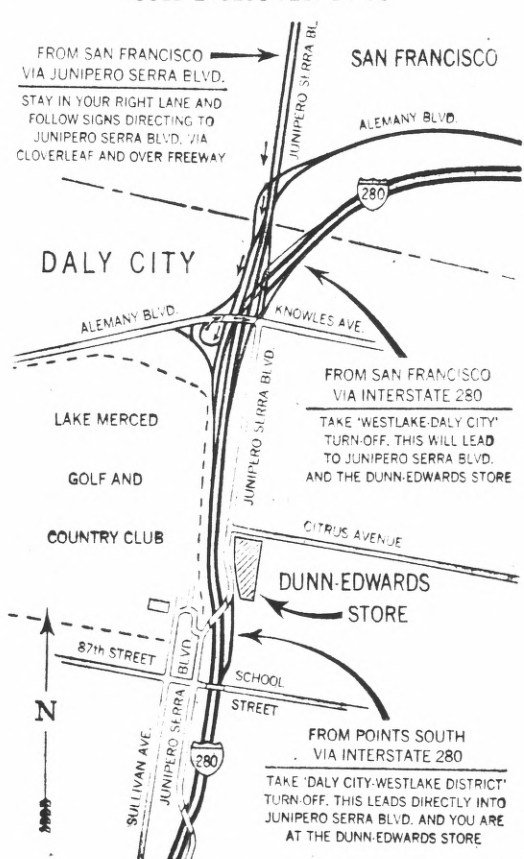 FROM SAN FRANCISCO
VIA JUNIPERO SERRA BLVD.
STAY IN YOUR RIGHT LANE AND
FOLLOW SIGNS DIRECTING TO
JUNIPERO SERRA BLVD. VIA
CLOVERLEAF AND OVER FREEWAY
JUNIPERO SERRA BL.
SAN FRANCISCO
ALEMANY BLVD.
280
DALY CITY
ALEMANY BLVD.
KNOWLES AVE.
JUNIPERO SERRA BLVD.
FROM SAN FRANCISCO
VIA INTERSTATE 280
TAKE 'WESTLAKE-DALY CITY'
TURN-OFF. THIS WILL LEAD
TO JUNIPERO SERRA BLVD.
AND THE DUNN-EDWARDS STORE
LAKE MERCED
GOLF AND
COUNTRY CLUB
CITRUS AVENUE
DUNN-EDWARDS
STORE
87th STREET
SCHOOL
STREET
N
SULLIVAN AVE.
JUNIPERO SERRA BLVD
280
FROM POINTS SOUTH
VIA INTERSTATE 280
TAKE 'DALY CITY-WESTLAKE DISTRICT'
TURN-OFF. THIS LEADS DIRECTLY INTO
JUNIPERO SERRA BLVD. AND YOU ARE
AT THE DUNN-EDWARDS STORE